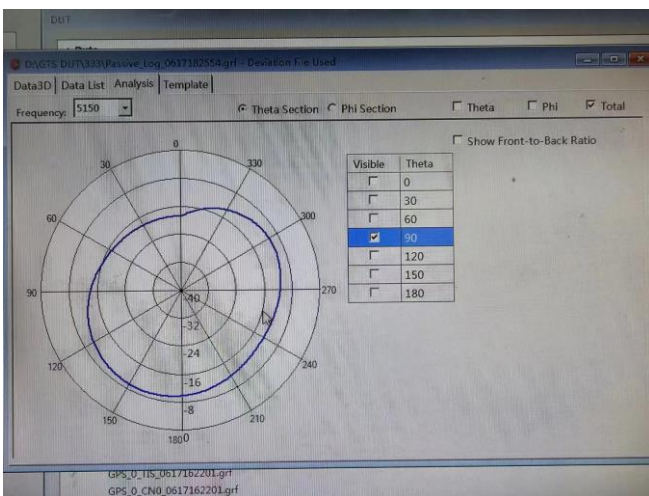 DUT
D:\GTS DUT\333\Passive_Log_0617182554.grf - Deviation File Used
Data3D Data List Analysis Template
Frequency: 5150 Theta Section Phi Section Theta Phi Total
Show Front-to-Back Ratio
Visible Theta
0
30
60
90
120
150
180
0
30 330
60 300
90 270
120 240
150 210
180
-40
-32
-24
-16
-8
0
GPS_0_TIS_0617162201.grf
GPS_0_CN0_0617162201.grf